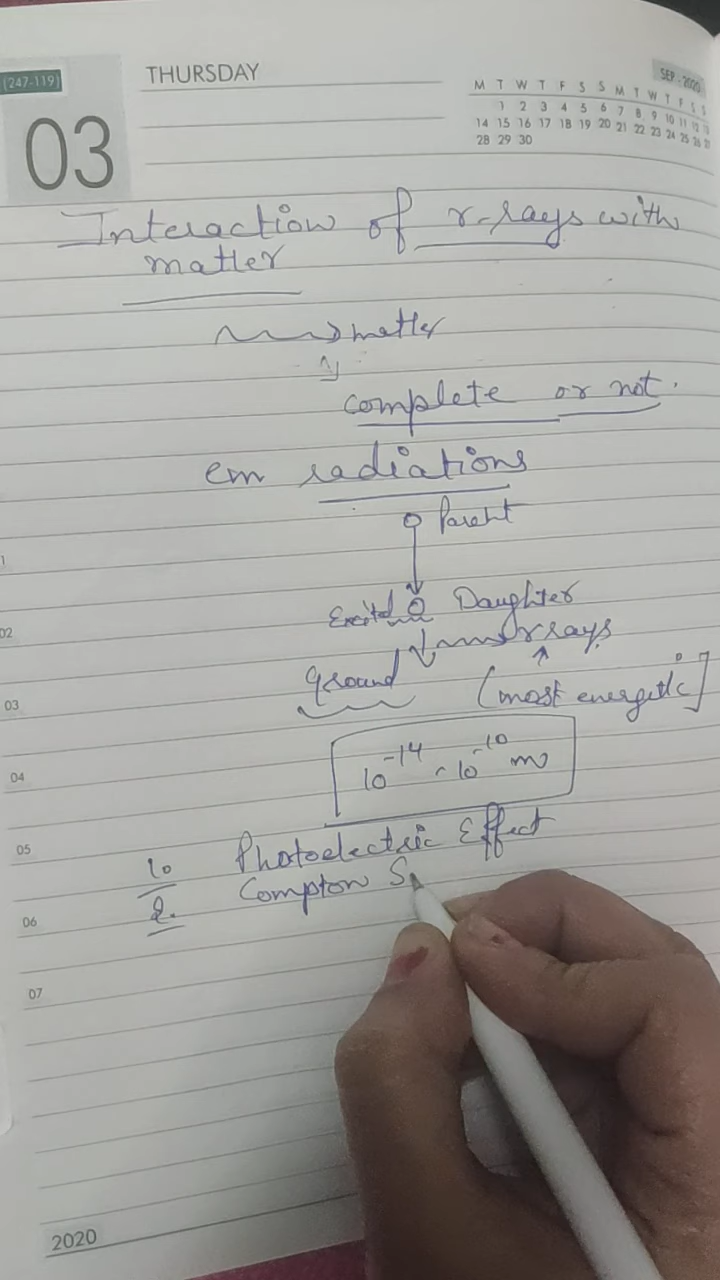 (247-119)
THURSDAY
SEP - 2020
M T W T F S S M T W T F S S
1 2 3 4 5 6 7 8 9 10 11 12 13
14 15 16 17 18 19 20 21 22 23 24 25 26 27
28 29 30
03
Interaction of γ-rays with
matter
matter
complete or not.
em radiations
Parent
Excited Daughter
γ rays
ground
[most energetic]
10⁻¹⁴ - 10⁻¹⁰ m
1. Photoelectric Effect
2. Compton S
02
03
04
05
06
07
2020